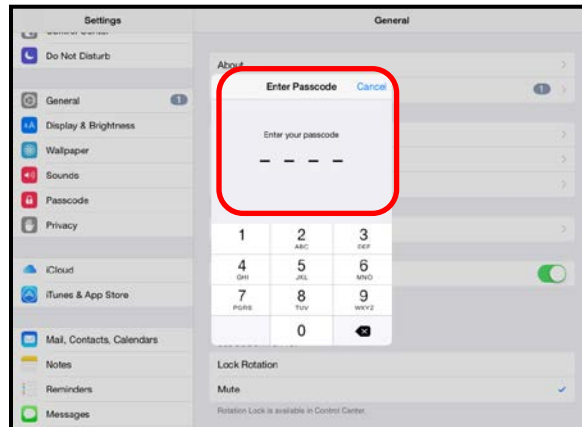 Settings
General
Do Not Disturb
About
Enter Passcode Cancel
General 1
1
Display & Brightness
Enter your passcode
Wallpaper
Sounds
Passcode
Privacy
1 2 3
ABC DEF
4 5 6
GHI JKL MNO
7 8 9
PQRS TUV WXYZ
0
iCloud
iTunes & App Store
Mail, Contacts, Calendars
Notes
Lock Rotation
Reminders
Mute
Messages
Rotation Lock is available in Control Center.